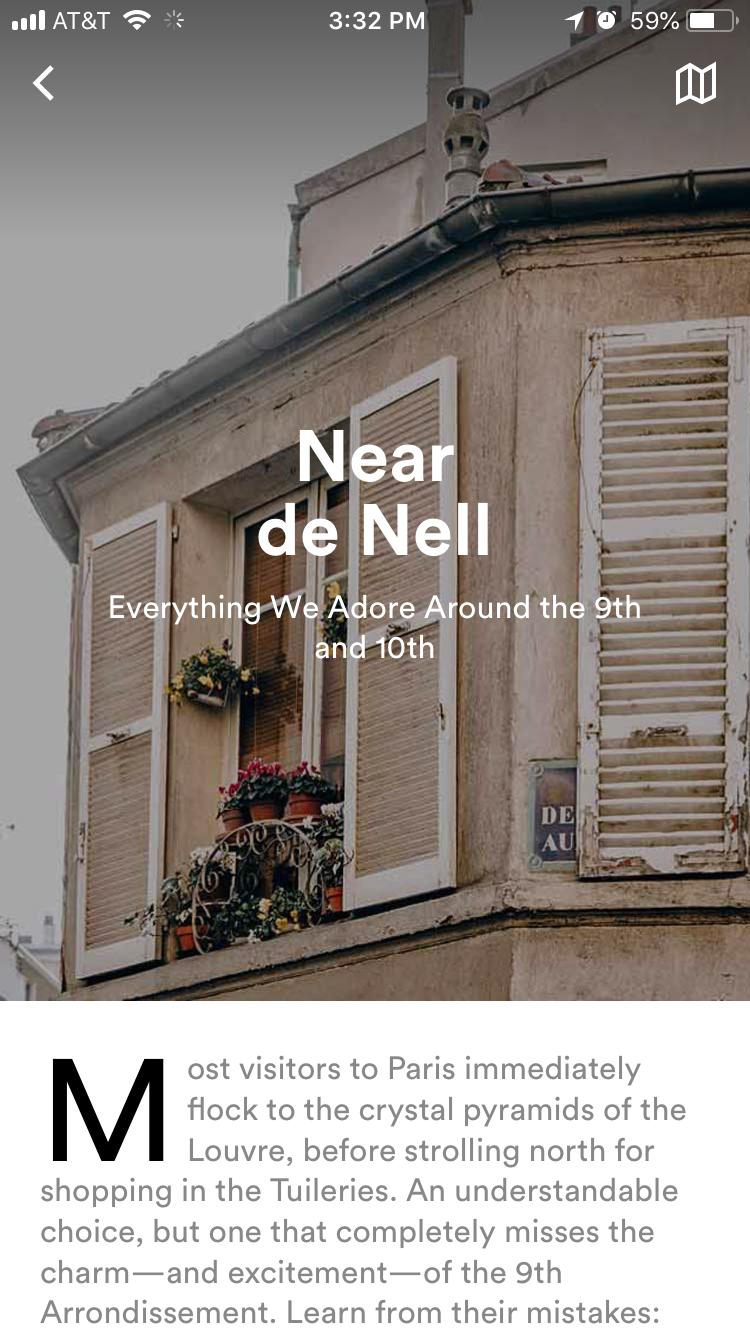 AT&T 3:32 PM 59%
Near
de Nell
Everything We Adore Around the 9th
and 10th
DE
AU
Most visitors to Paris immediately
flock to the crystal pyramids of the
Louvre, before strolling north for
shopping in the Tuileries. An understandable
choice, but one that completely misses the
charm—and excitement—of the 9th
Arrondissement. Learn from their mistakes: